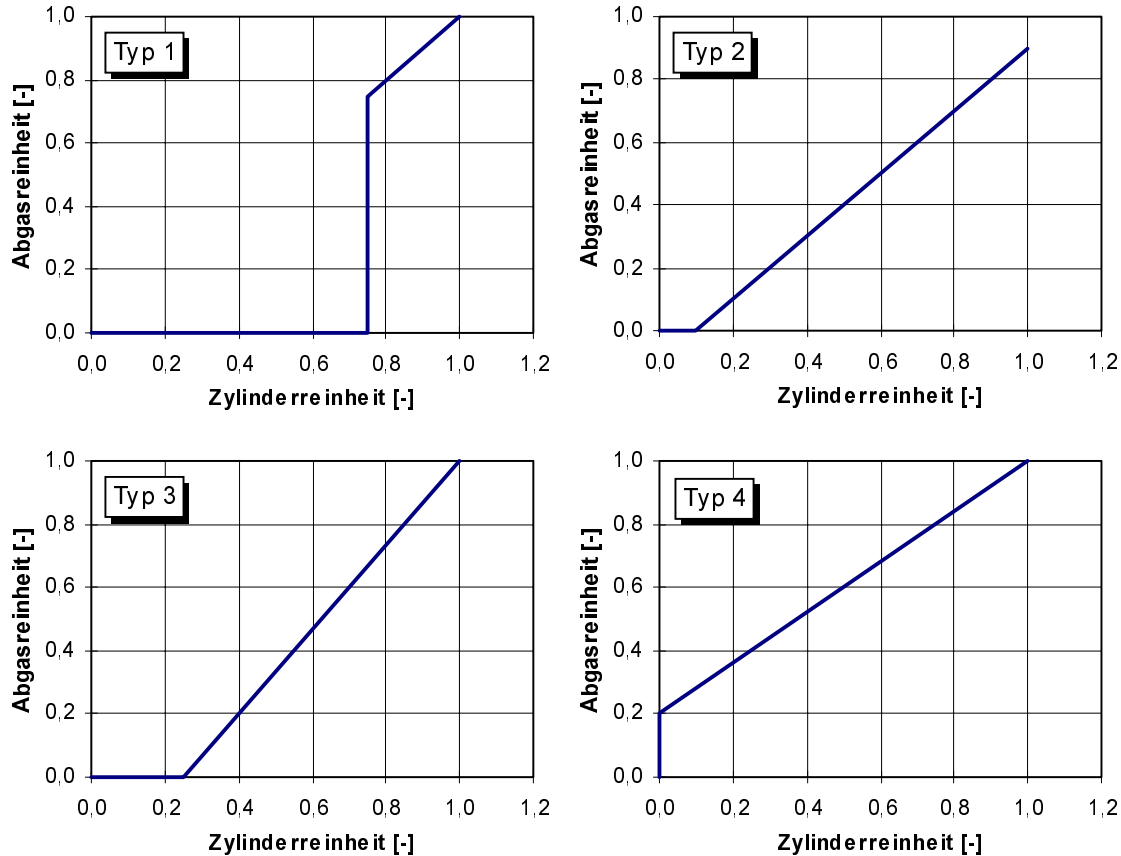 Typ 1
1,0
0,8
0,6
0,4
0,2
0,0
Abgasreinheit [-]
0,0 0,2 0,4 0,6 0,8 1,0 1,2
Zylinderreinheit [-]
Typ 2
1,0
0,8
0,6
0,4
0,2
0,0
Abgasreinheit [-]
0,0 0,2 0,4 0,6 0,8 1,0 1,2
Zylinderreinheit [-]
Typ 3
1,0
0,8
0,6
0,4
0,2
0,0
Abgasreinheit [-]
0,0 0,2 0,4 0,6 0,8 1,0 1,2
Zylinderreinheit [-]
Typ 4
1,0
0,8
0,6
0,4
0,2
0,0
Abgasreinheit [-]
0,0 0,2 0,4 0,6 0,8 1,0 1,2
Zylinderreinheit [-]